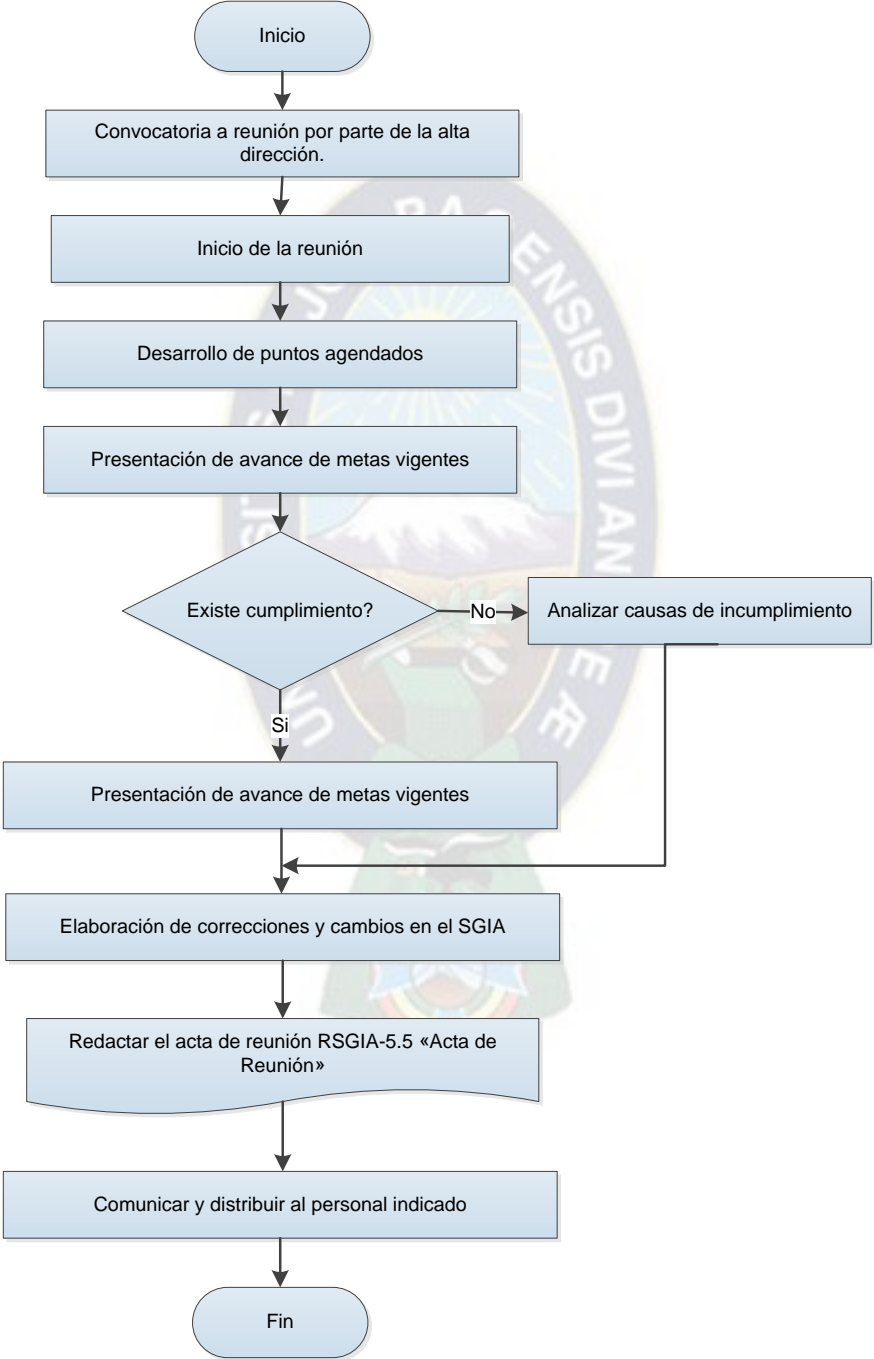 Inicio
Convocatoria a reunión por parte de la alta
dirección.
Inicio de la reunión
Desarrollo de puntos agendados
Presentación de avance de metas vigentes
Existe cumplimiento?
No
Analizar causas de incumplimiento
Si
Presentación de avance de metas vigentes
Elaboración de correcciones y cambios en el SGIA
Redactar el acta de reunión RSGIA-5.5 «Acta de
Reunión»
Comunicar y distribuir al personal indicado
Fin
PACENSIS DIVI ANDREÆ